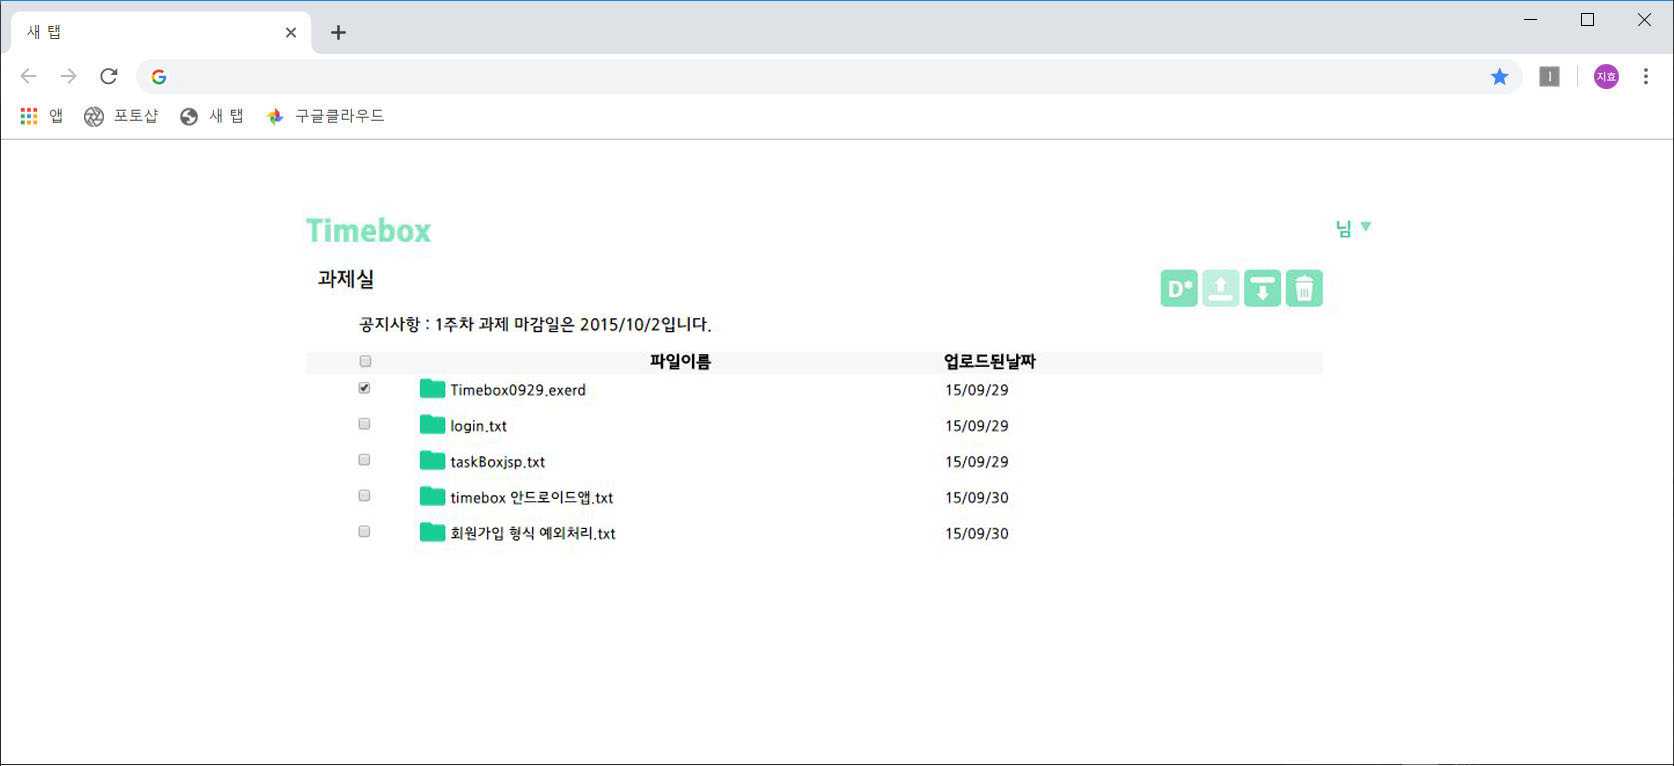 새 탭
지효
앱 포토샵 새 탭 구글클라우드
Timebox
님 ▼
과제실
D*
공지사항 : 1주차 과제 마감일은 2015/10/2입니다.
파일이름 업로드된날짜
Timebox0929.exerd 15/09/29
login.txt 15/09/29
taskBoxjsp.txt 15/09/29
timebox 안드로이드앱.txt 15/09/30
회원가입 형식 예외처리.txt 15/09/30